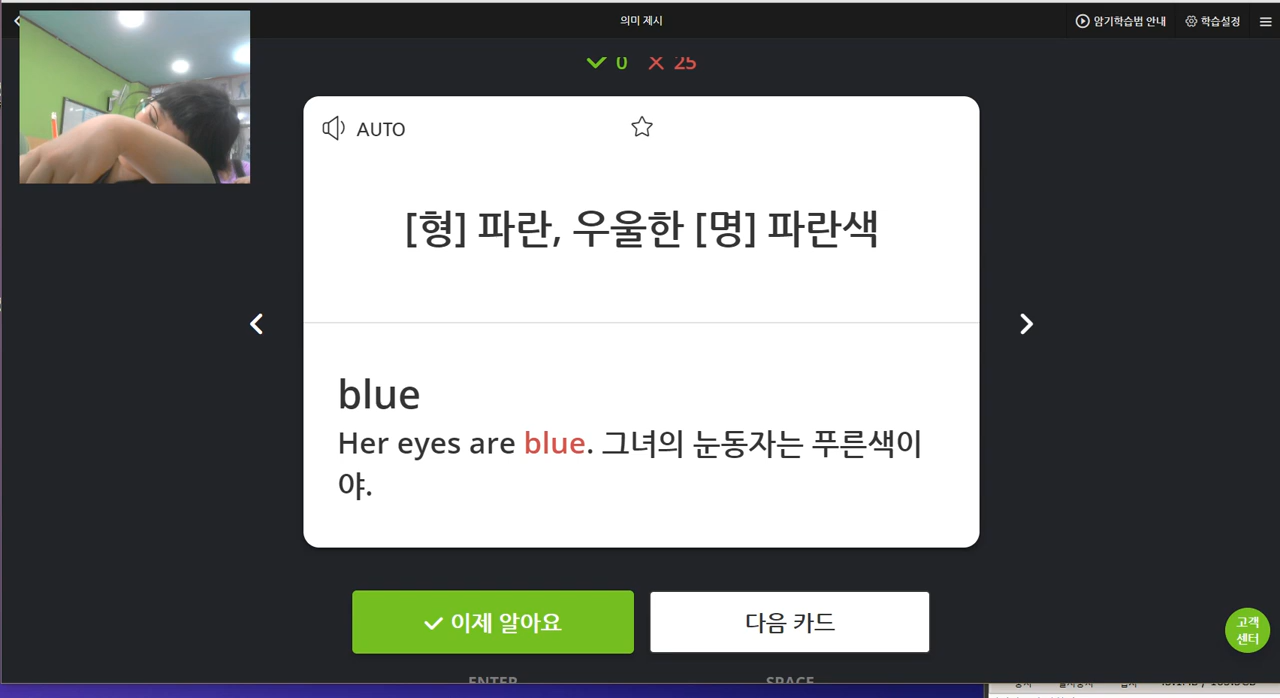 의미 제시
암기학습법 안내
학습설정
0
25
AUTO
[형] 파란, 우울한 [명] 파란색
blue
Her eyes are blue. 그녀의 눈동자는 푸른색이
야.
이제 알아요
다음 카드
고객
센터
ENTER
SPACE